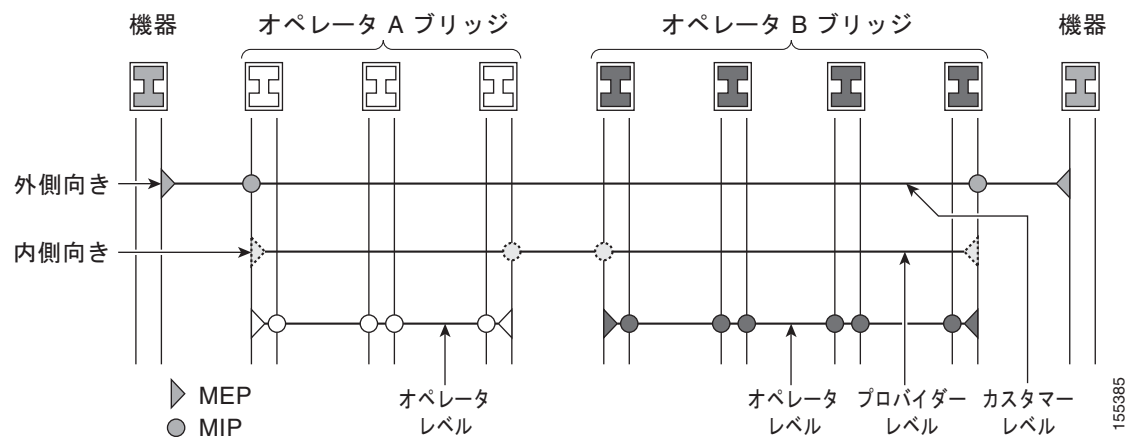 機器
オペレータ A ブリッジ
オペレータ B ブリッジ
機器
外側向き
内側向き
MEP
MIP
オペレータ
レベル
オペレータ
レベル
プロバイダー
レベル
カスタマー
レベル
155385